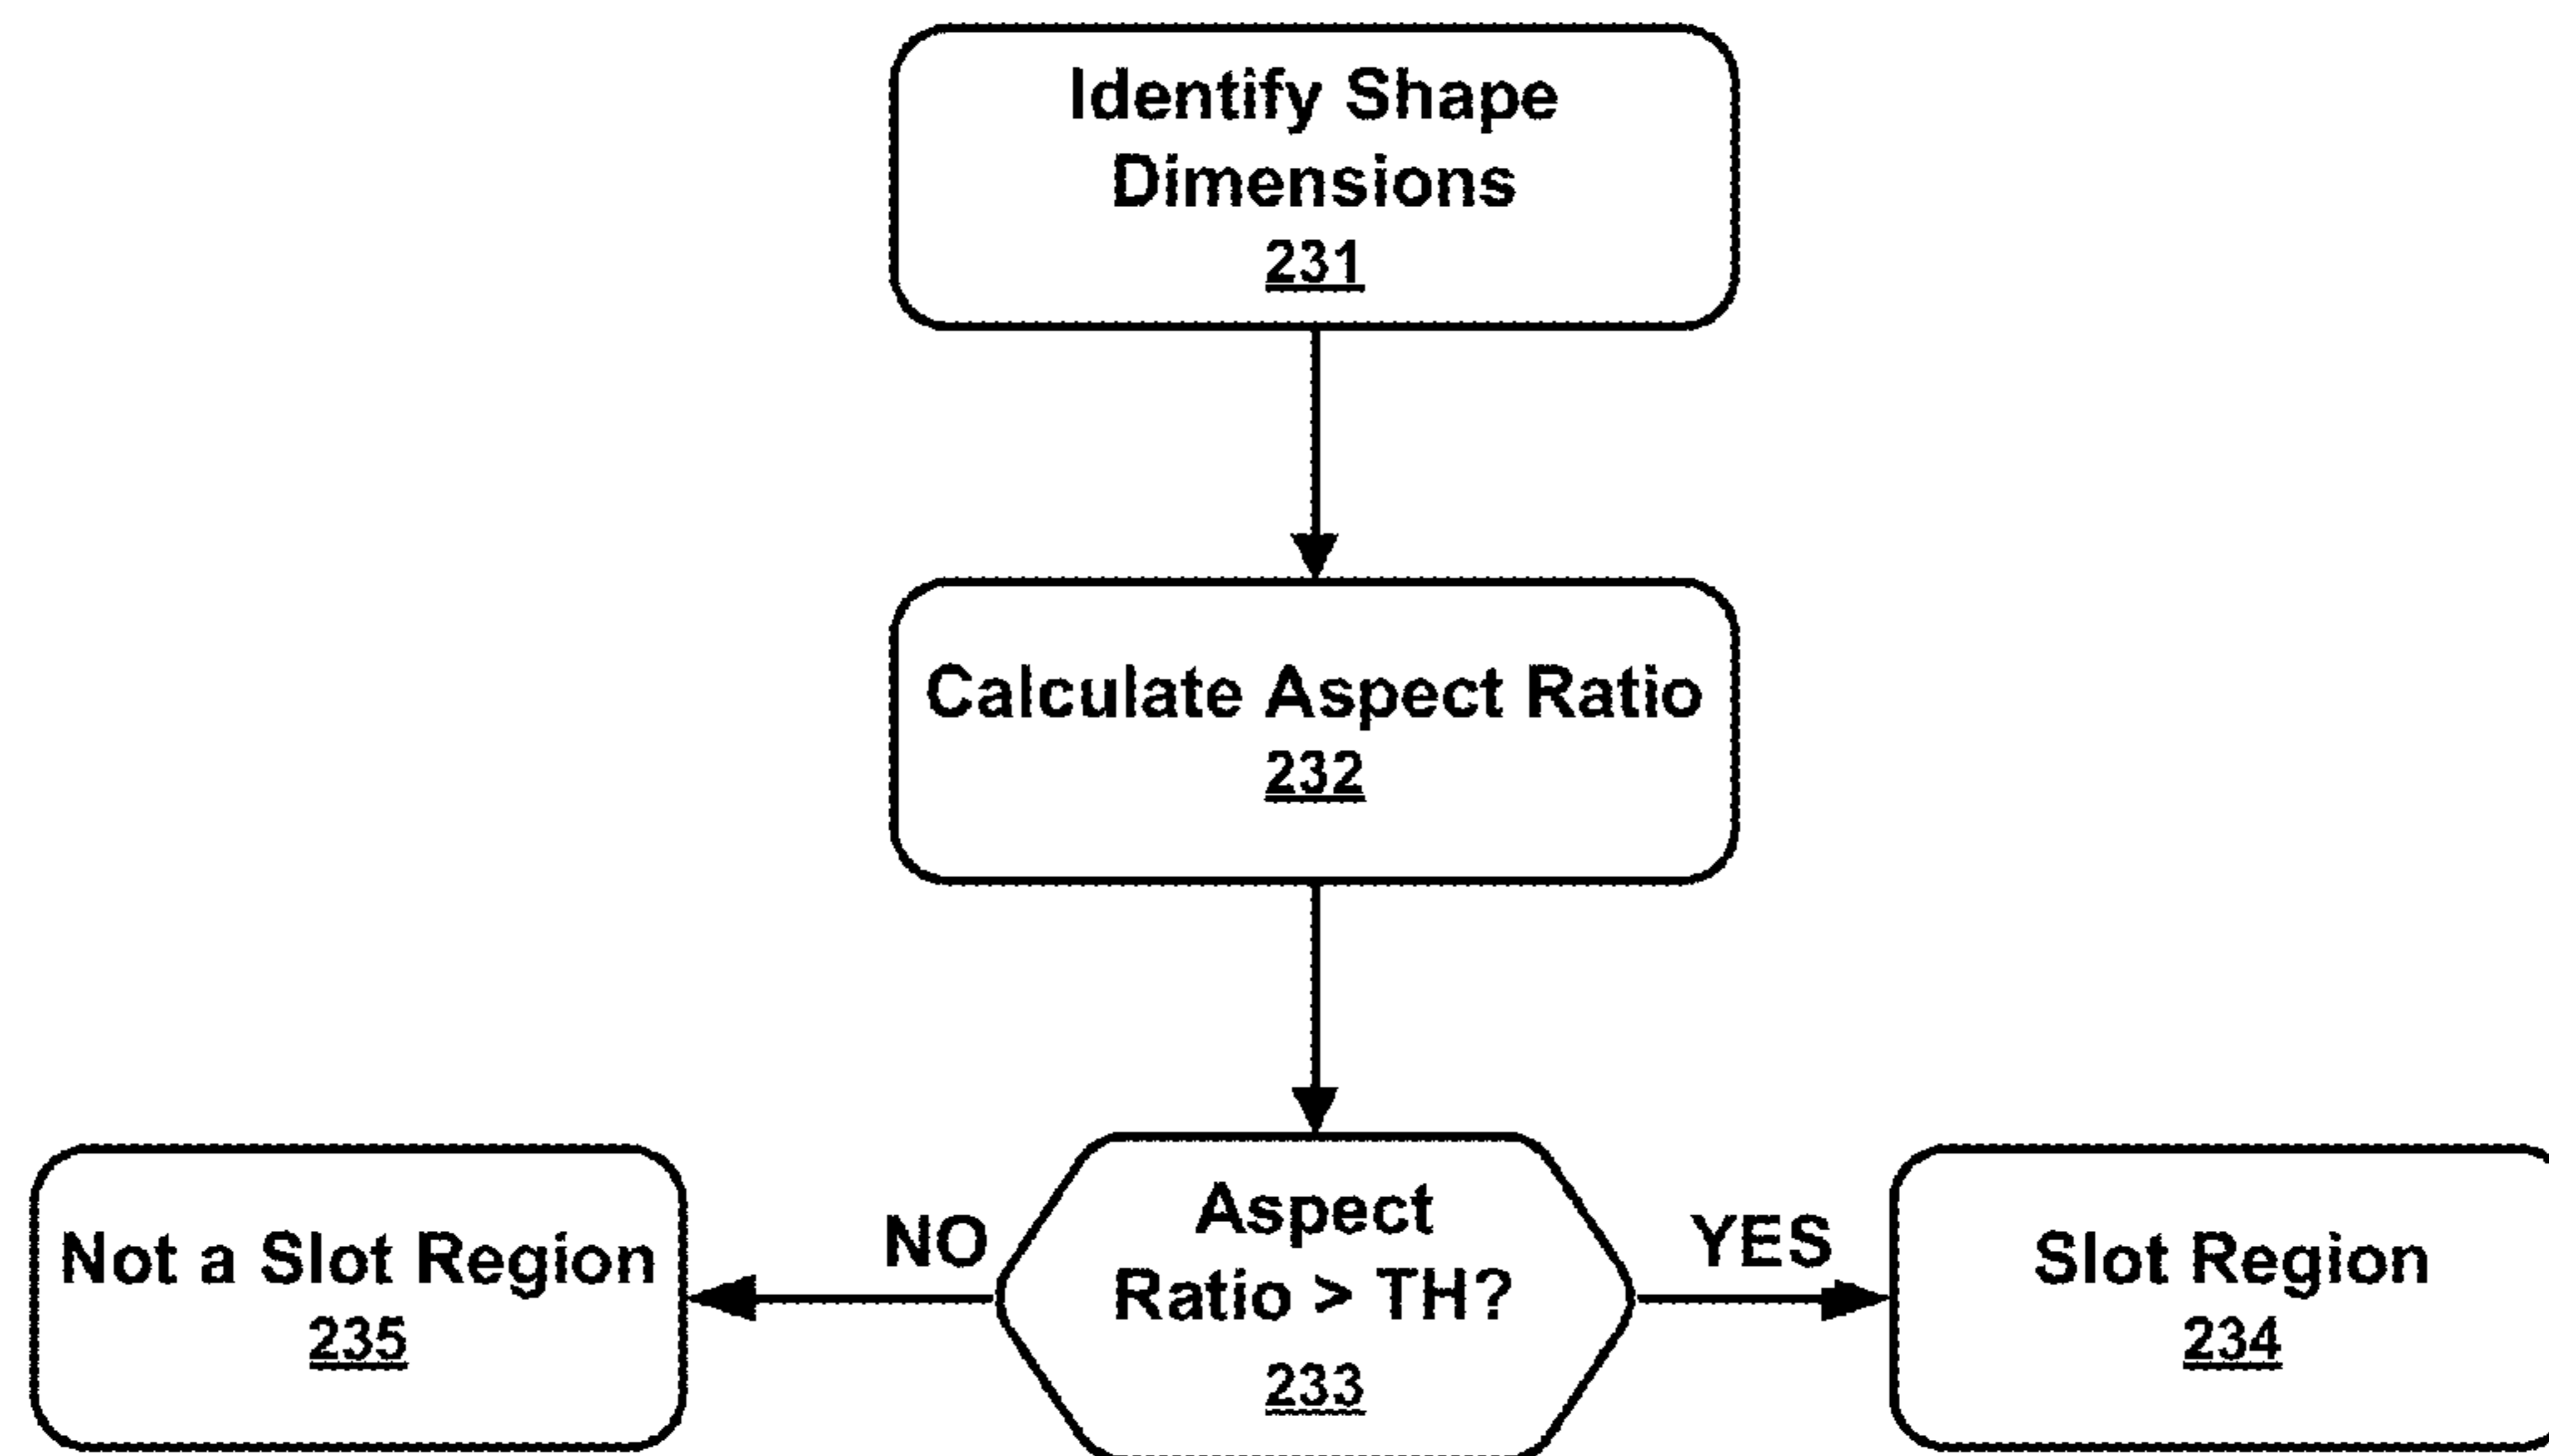 Identify Shape
Dimensions
231
Calculate Aspect Ratio
232
Not a Slot Region
235
NO
Aspect
Ratio > TH?
233
YES
Slot Region
234